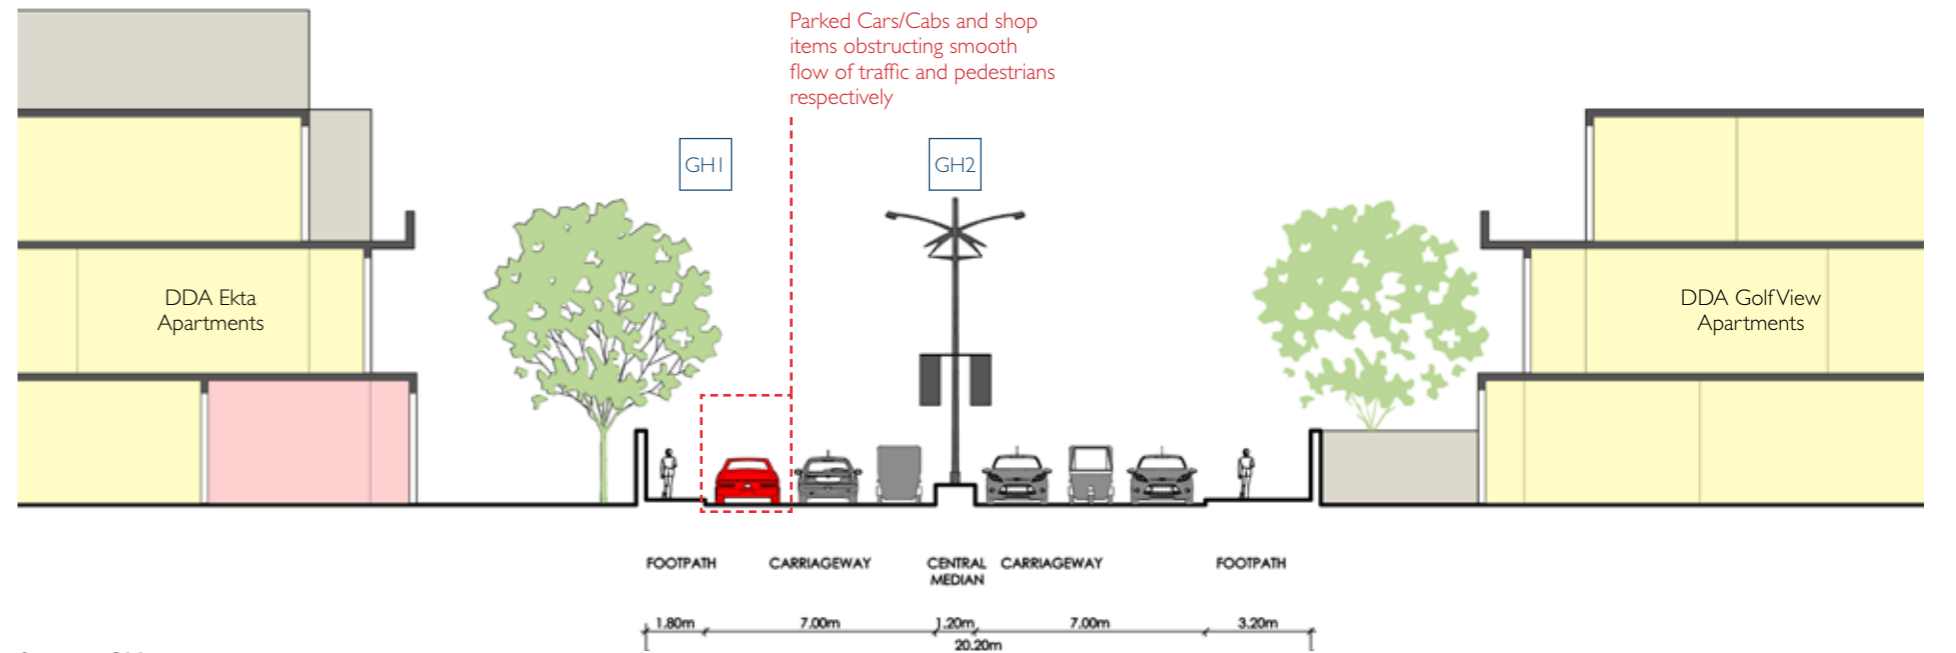 Parked Cars/Cabs and shop
items obstructing smooth
flow of traffic and pedestrians
respectively
GH1
GH2
DDA Ekta
Apartments
DDA Golf View
Apartments
FOOTPATH
CARRIAGEWAY
CENTRAL
MEDIAN
CARRIAGEWAY
FOOTPATH
1.80m
7.00m
1.20m
7.00m
3.20m
20.20m